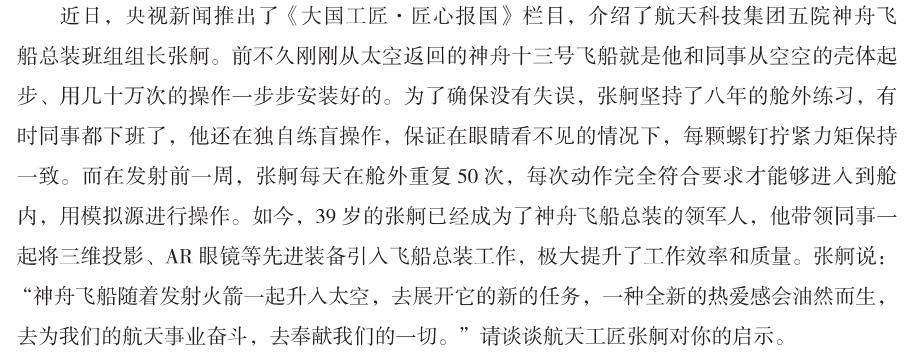 近日，央视新闻推出了《大国工匠·匠心报国》栏目，介绍了航天科技集团五院神舟飞
船总装班组组长张舸。前不久刚刚从太空返回的神舟十三号飞船就是他和同事从空空的壳体起
步、用几十万次的操作一步步安装好的。为了确保没有失误，张舸坚持了八年的舱外练习，有
时同事都下班了，他还在独自练盲操作，保证在眼睛看不见的情况下，每颗螺钉拧紧力矩保持
一致。而在发射前一周，张舸每天在舱外重复 50 次，每次动作完全符合要求才能够进入到舱
内，用模拟源进行操作。如今，39 岁的张舸已经成为了神舟飞船总装的领军人，他带领同事一
起将三维投影、AR 眼镜等先进装备引入飞船总装工作，极大提升了工作效率和质量。张舸说：
“神舟飞船随着发射火箭一起升入太空，去展开它的新的任务，一种全新的热爱感会油然而生，
去为我们的航天事业奋斗，去奉献我们的一切。”请谈谈航天工匠张舸对你的启示。